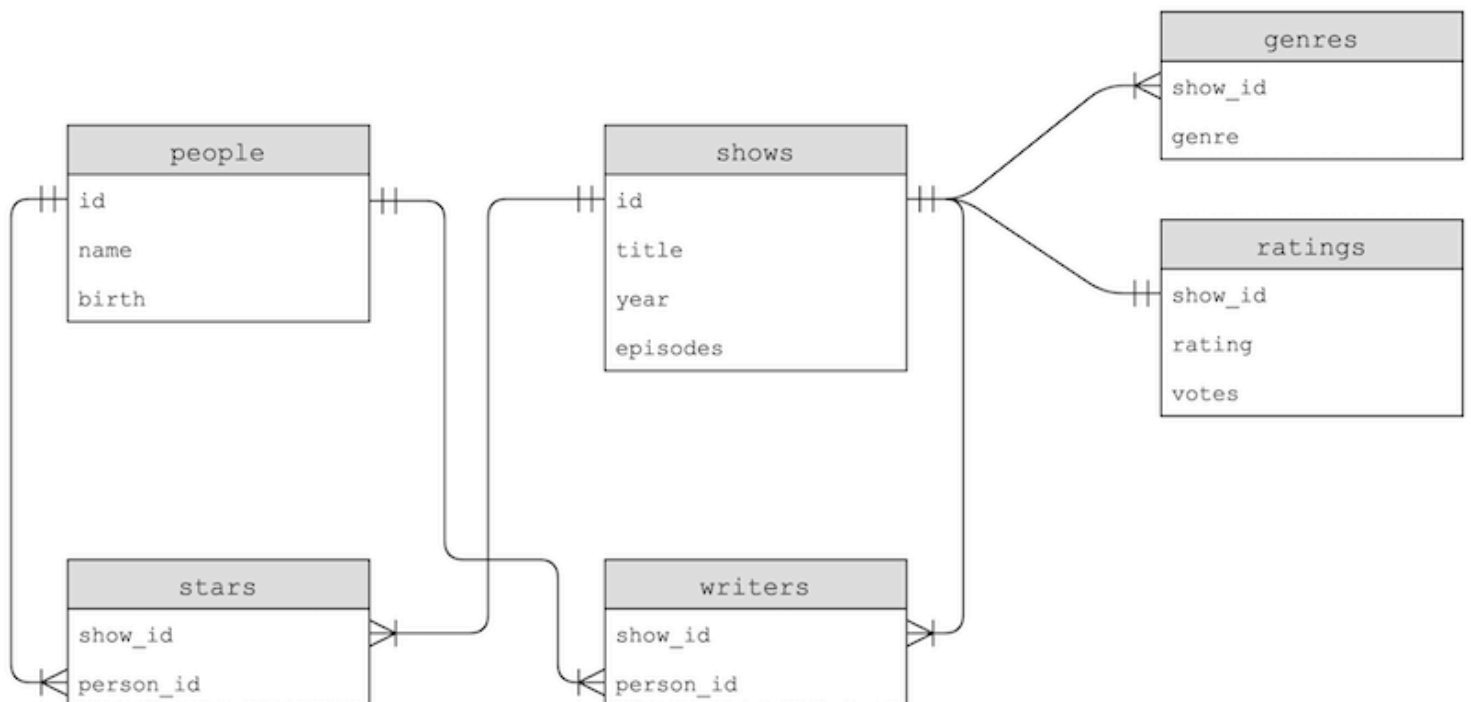 genres
show_id
genre
people
id
name
birth
shows
id
title
year
episodes
ratings
show_id
rating
votes
stars
show_id
person_id
writers
show_id
person_id